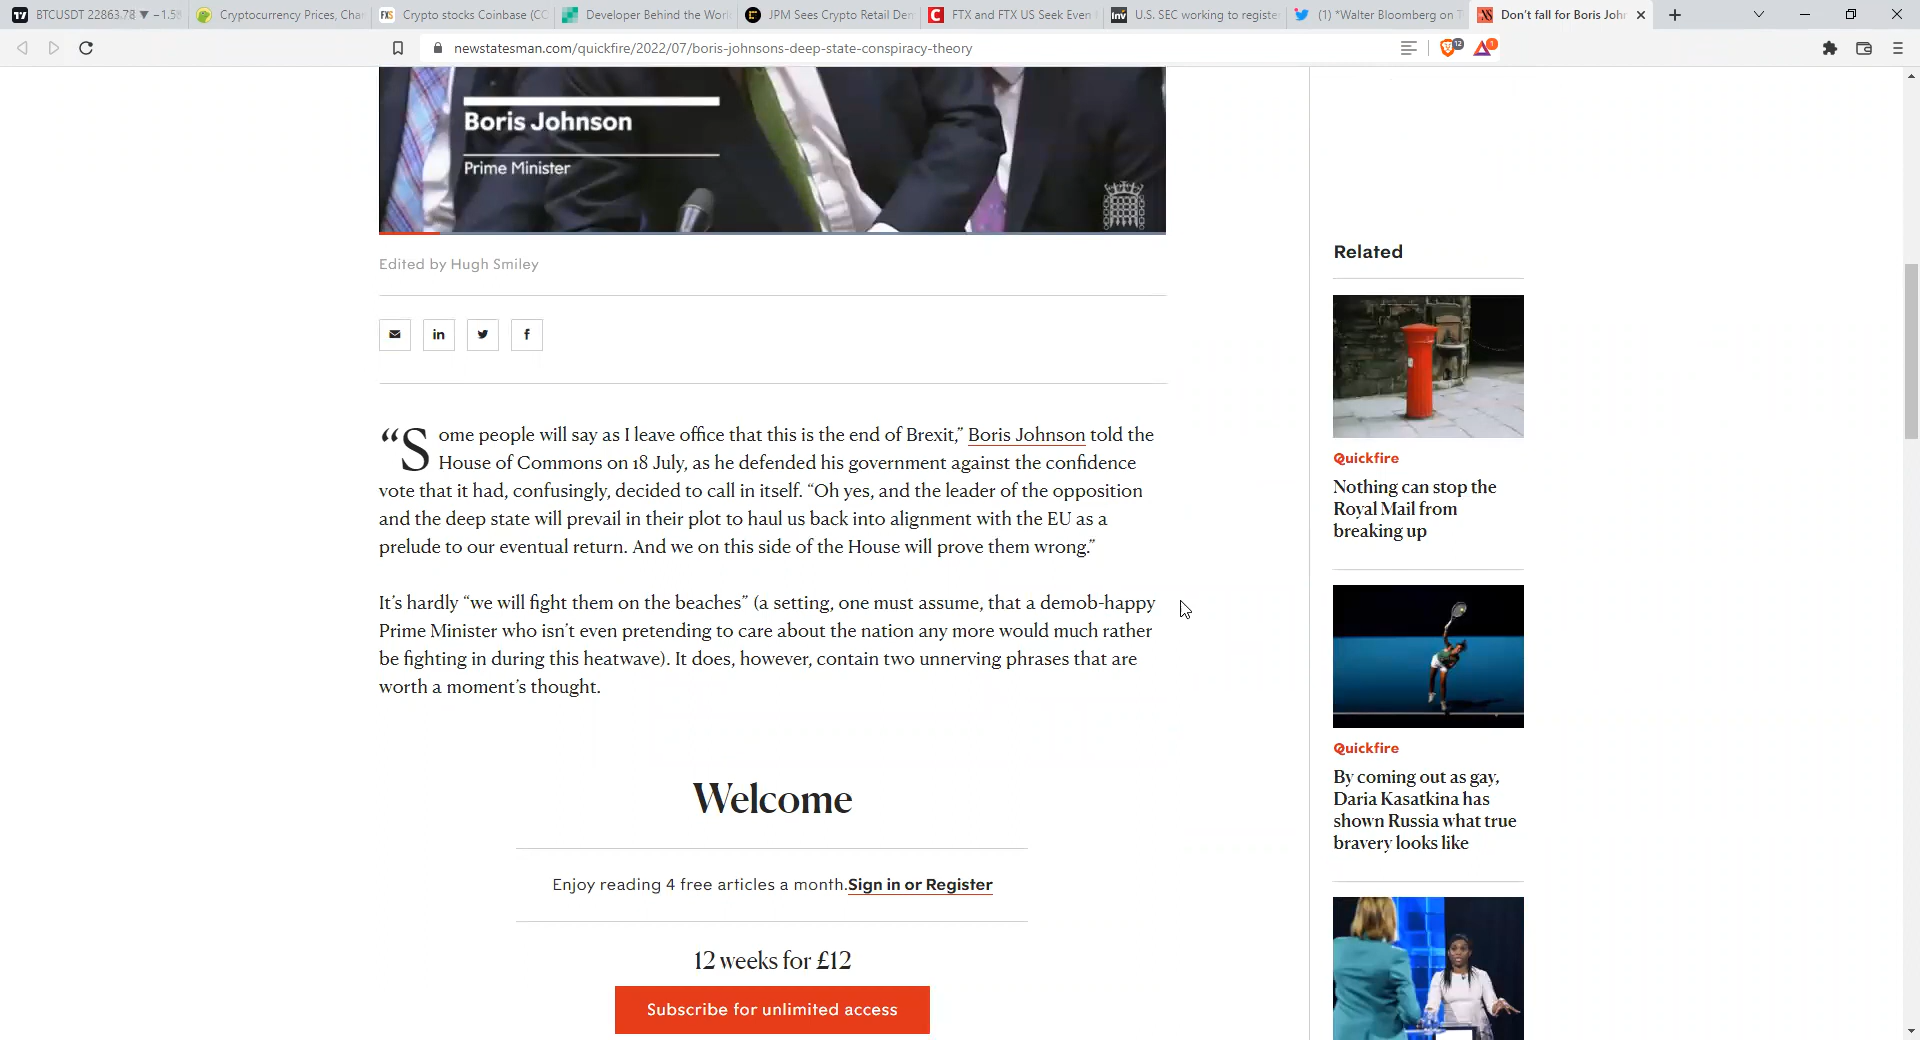 BTCUSDT 22863.78 ▼ −1.5%
Cryptocurrency Prices, Char
Crypto stocks Coinbase (CO
Developer Behind the Worl
JPM Sees Crypto Retail Dem
FTX and FTX US Seek Even
U.S. SEC working to registe
(1) *Walter Bloomberg on T
Don't fall for Boris John
newstatesman.com/quickfire/2022/07/boris-johnsons-deep-state-conspiracy-theory
12
1
Boris Johnson
Prime Minister
Edited by Hugh Smiley
“Some people will say as I leave office that this is the end of Brexit,” Boris Johnson told the
House of Commons on 18 July, as he defended his government against the confidence
vote that it had, confusingly, decided to call in itself. “Oh yes, and the leader of the opposition
and the deep state will prevail in their plot to haul us back into alignment with the EU as a
prelude to our eventual return. And we on this side of the House will prove them wrong.”
It’s hardly “we will fight them on the beaches” (a setting, one must assume, that a demob-happy
Prime Minister who isn’t even pretending to care about the nation any more would much rather
be fighting in during this heatwave). It does, however, contain two unnerving phrases that are
worth a moment’s thought.
Welcome
Enjoy reading 4 free articles a month.Sign in or Register
12 weeks for £12
Subscribe for unlimited access
Related
Quickfire
Nothing can stop the
Royal Mail from
breaking up
Quickfire
By coming out as gay,
Daria Kasatkina has
shown Russia what true
bravery looks like